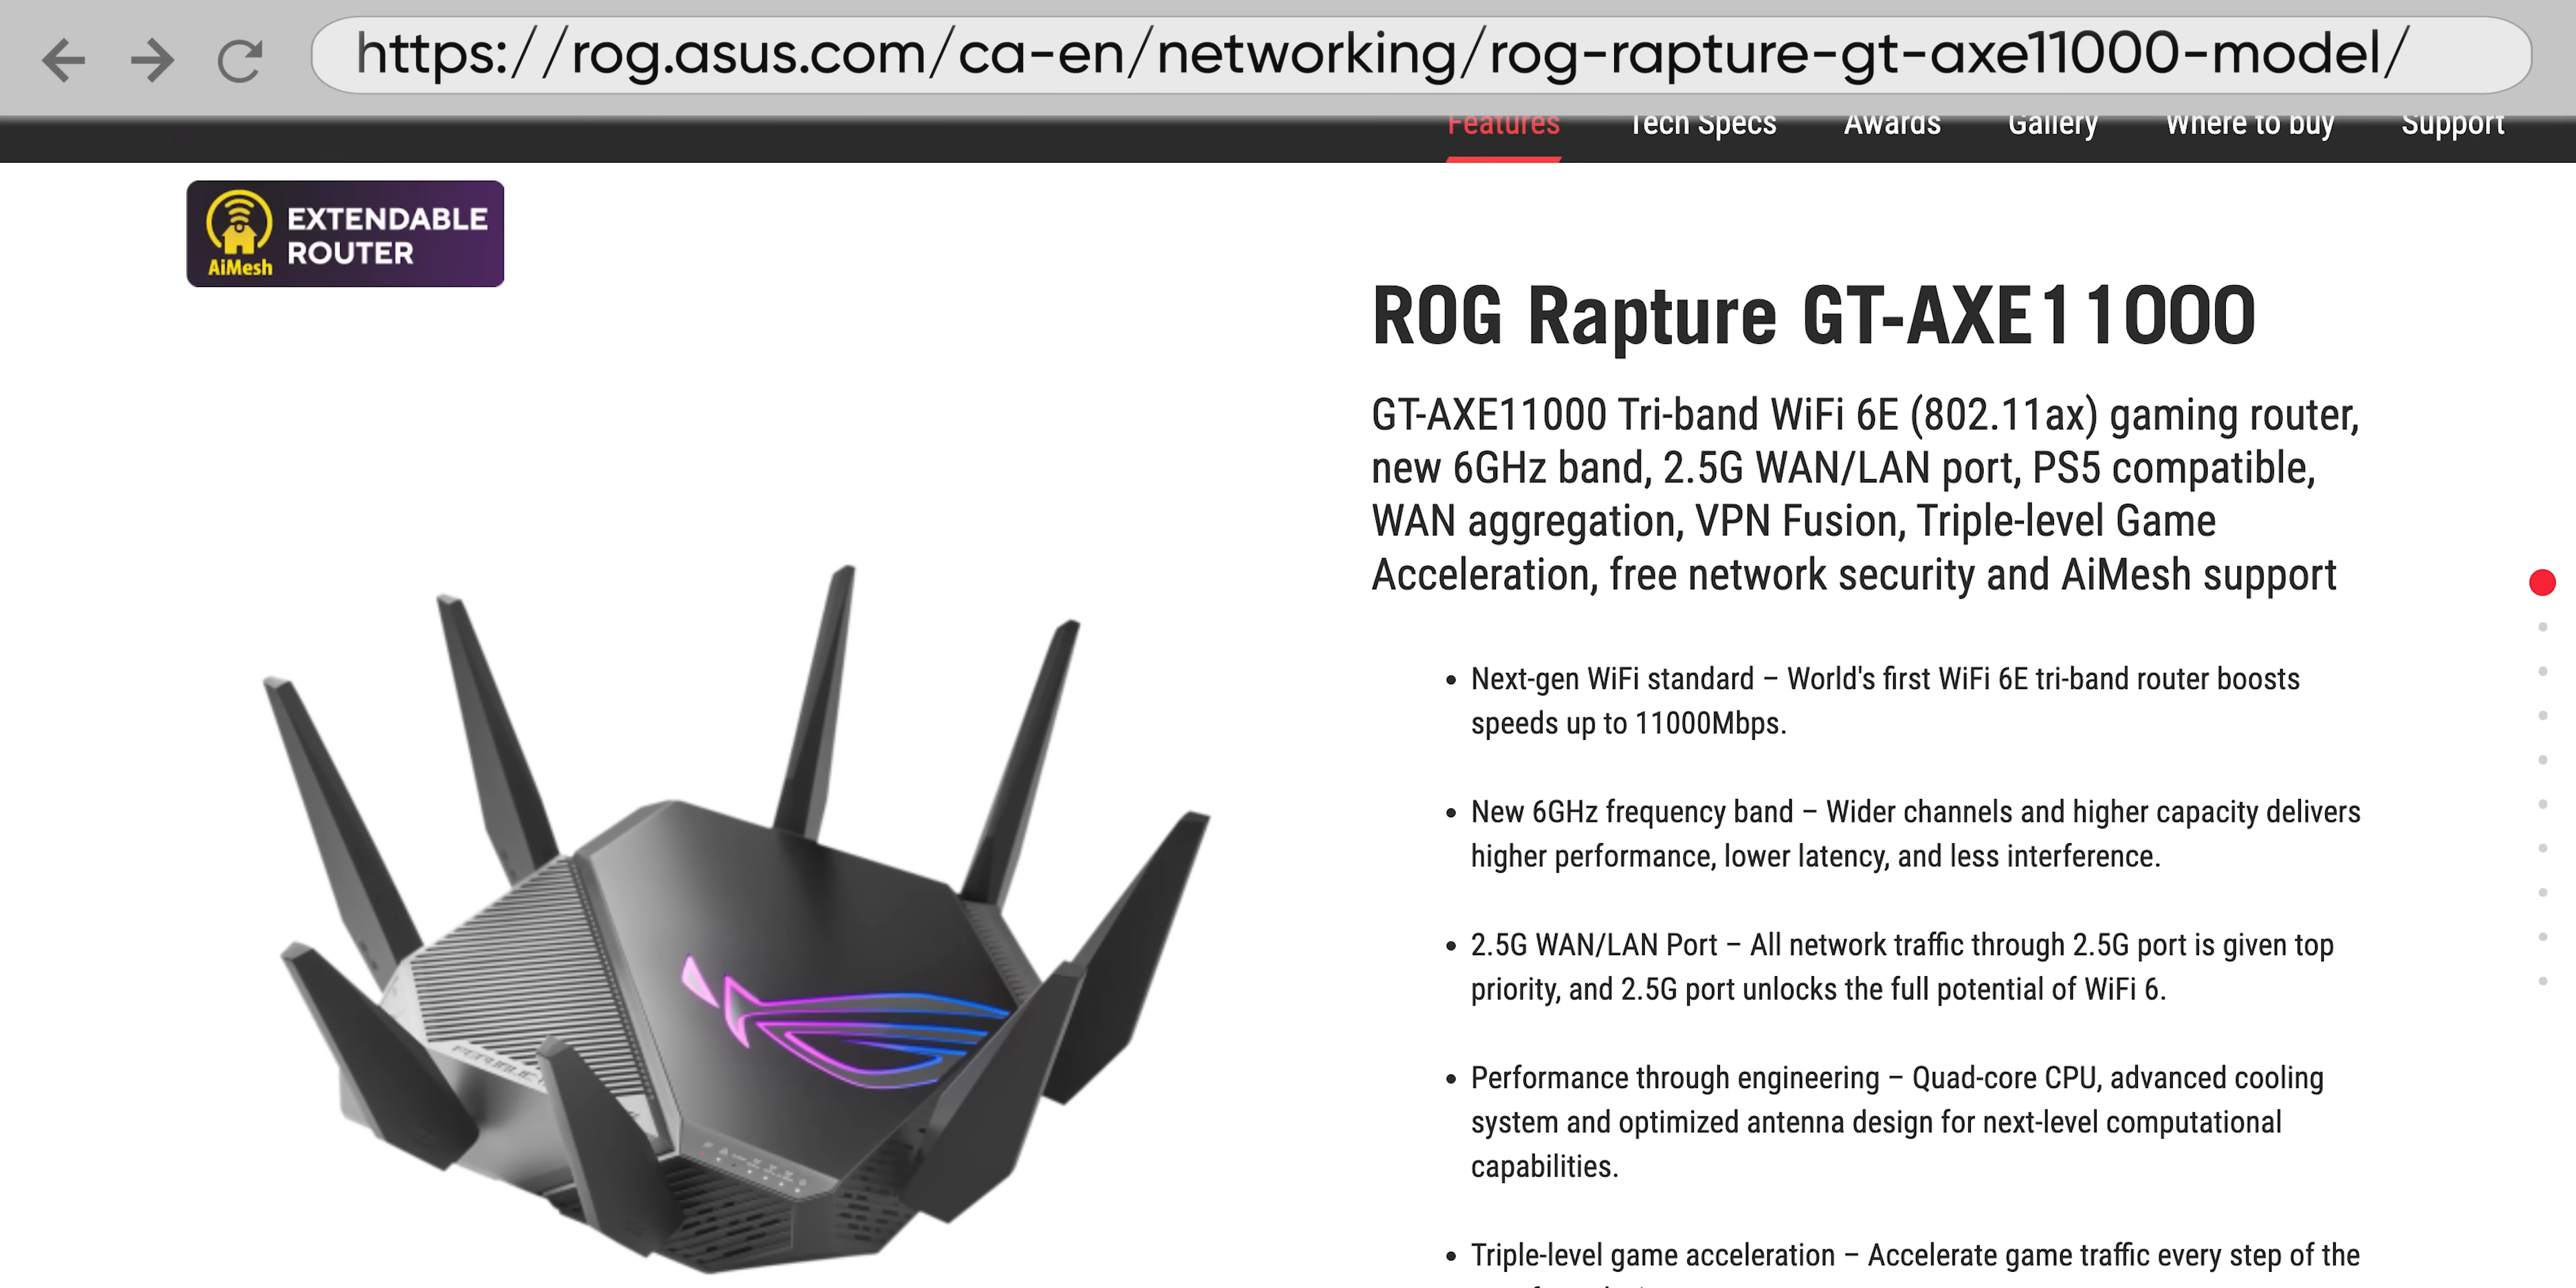 https://rog.asus.com/ca-en/networking/rog-rapture-gt-axe11000-model/
Features Tech Specs Awards Gallery Where to buy Support
EXTENDABLE
ROUTER
AiMesh
ROG Rapture GT-AXE11000
GT-AXE11000 Tri-band WiFi 6E (802.11ax) gaming router,
new 6GHz band, 2.5G WAN/LAN port, PS5 compatible,
WAN aggregation, VPN Fusion, Triple-level Game
Acceleration, free network security and AiMesh support
• Next-gen WiFi standard – World's first WiFi 6E tri-band router boosts
speeds up to 11000Mbps.
• New 6GHz frequency band – Wider channels and higher capacity delivers
higher performance, lower latency, and less interference.
• 2.5G WAN/LAN Port – All network traffic through 2.5G port is given top
priority, and 2.5G port unlocks the full potential of WiFi 6.
• Performance through engineering – Quad-core CPU, advanced cooling
system and optimized antenna design for next-level computational
capabilities.
• Triple-level game acceleration – Accelerate game traffic every step of the